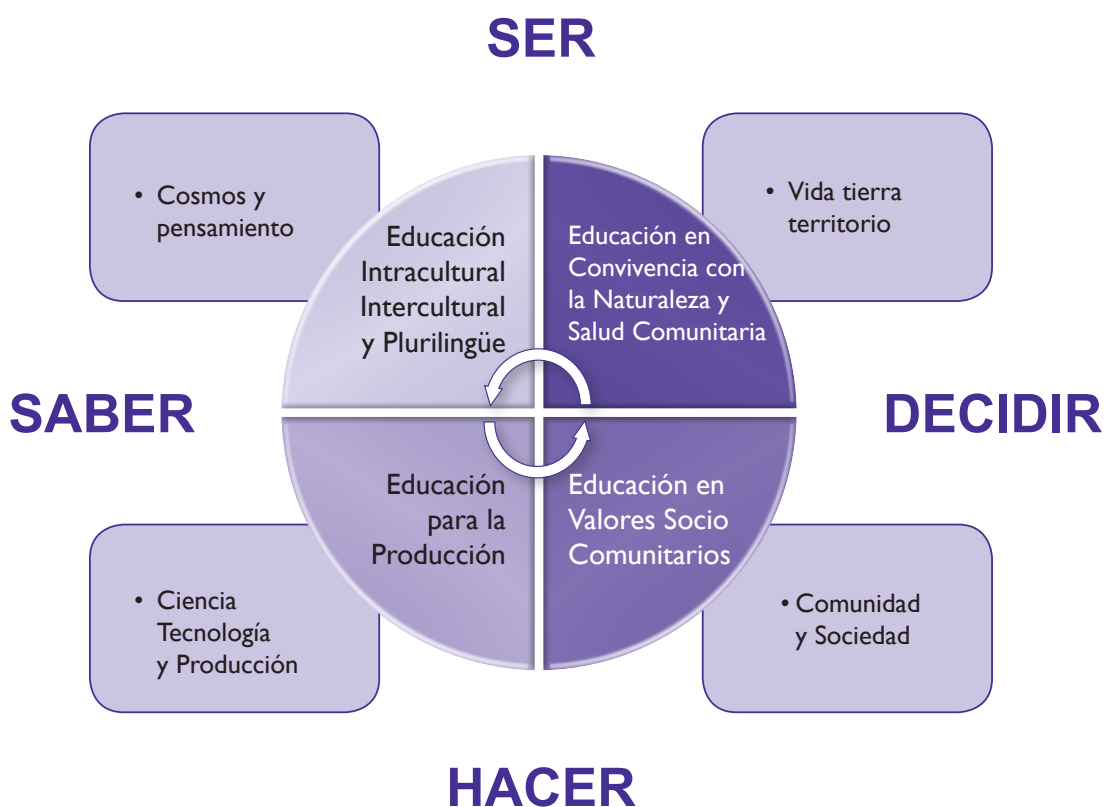 SER
• Cosmos y
pensamiento
Educación
Intracultural
Intercultural
y Plurilingüe
Educación en
Convivencia con
la Naturaleza y
Salud Comunitaria
• Vida tierra
territorio
SABER
DECIDIR
• Ciencia
Tecnología
y Producción
Educación
para la
Producción
Educación en
Valores Socio
Comunitarios
• Comunidad
y Sociedad
HACER